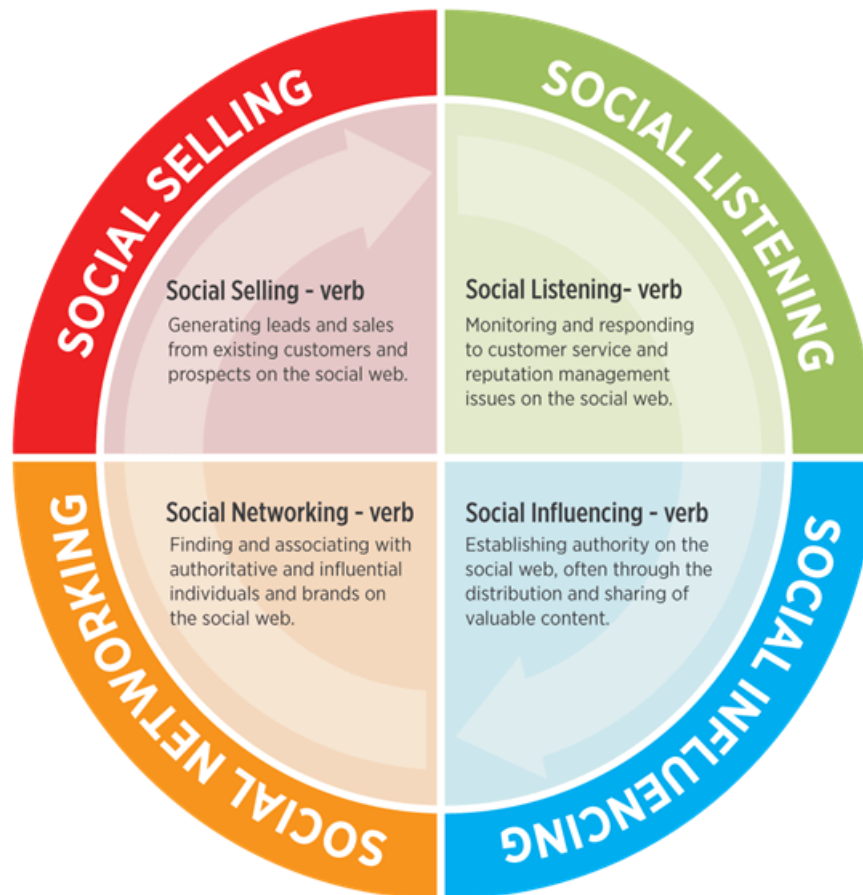 SOCIAL SELLING
SOCIAL LISTENING
Social Selling - verb
Generating leads and sales
from existing customers and
prospects on the social web.
Social Listening- verb
Monitoring and responding
to customer service and
reputation management
issues on the social web.
Social Networking - verb
Finding and associating with
authoritative and influential
individuals and brands on
the social web.
Social Influencing - verb
Establishing authority on the
social web, often through the
distribution and sharing of
valuable content.
SOCIAL NETWORKING
SOCIAL INFLUENCING